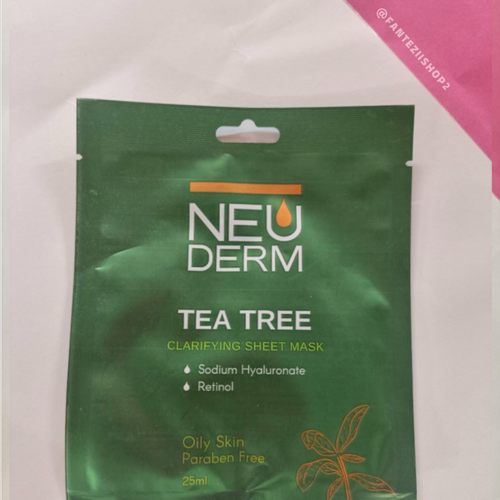 @FANTEZIISHOP2
NEU
DERM
TEA TREE
CLARIFYING SHEET MASK
Sodium Hyaluronate
Retinol
Oily Skin
Paraben Free
25ml